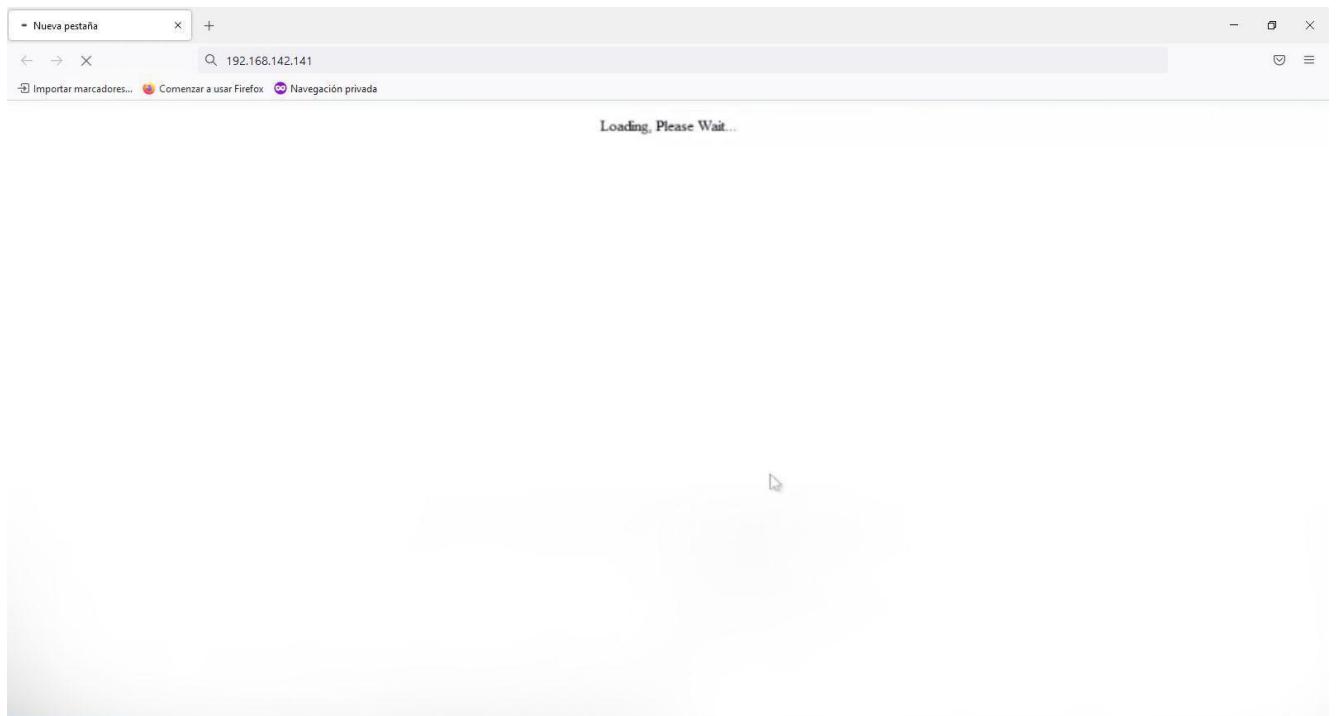 Nueva pestaña
192.168.142.141
Importar marcadores... Comenzar a usar Firefox Navegación privada
Loading, Please Wait...